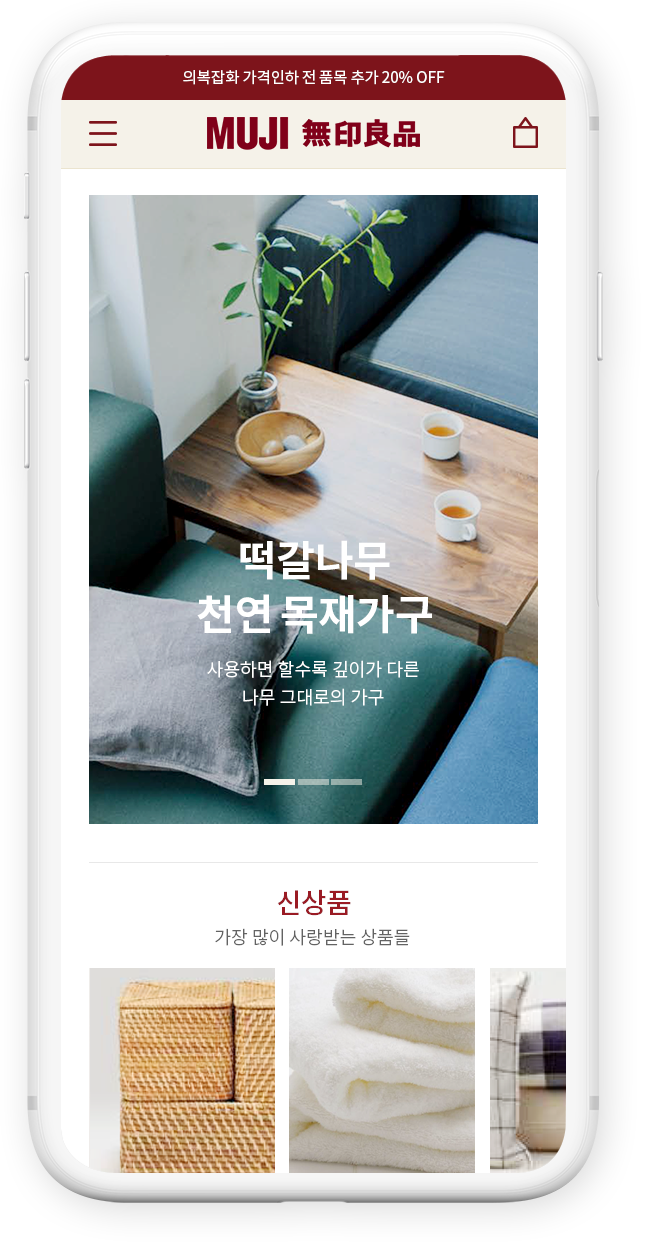 의복잡화 가격인하 전 품목 추가 20% OFF
MUJI 無印良品
떡갈나무
천연 목재가구
사용하면 할수록 깊이가 다른
나무 그대로의 가구
신상품
가장 많이 사랑받는 상품들